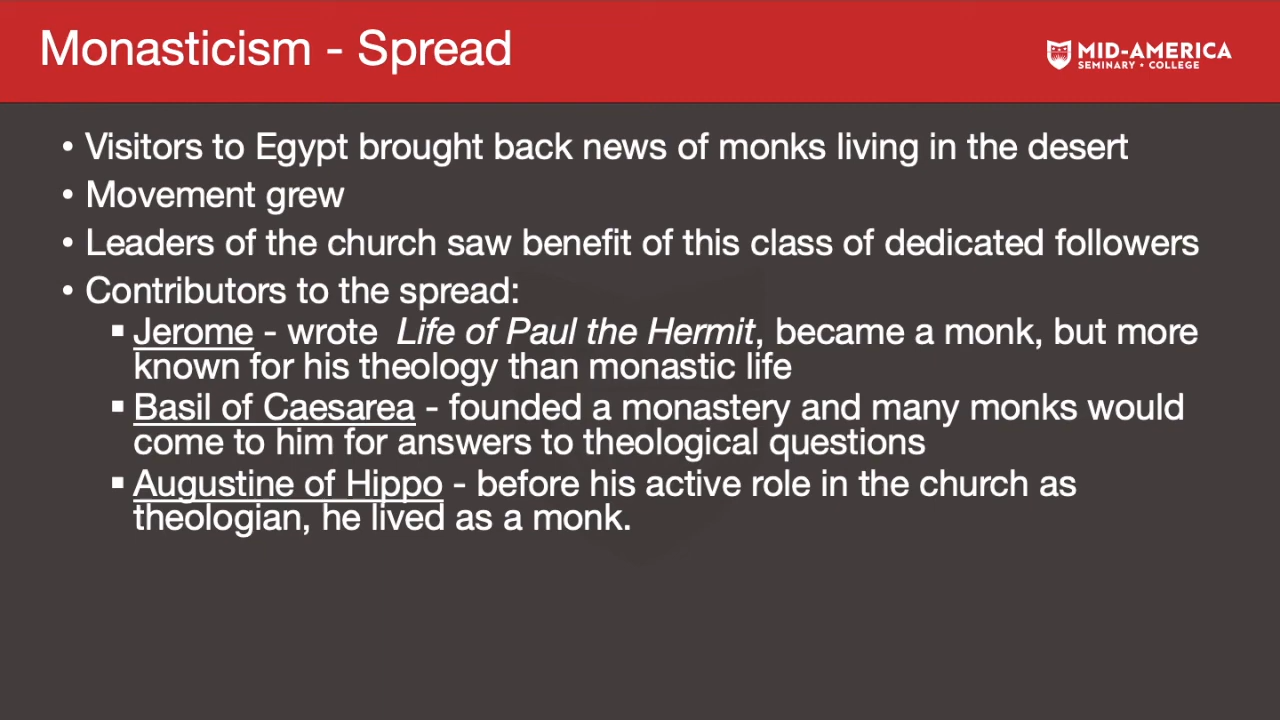 Monasticism - Spread
MID-AMERICA
SEMINARY • COLLEGE
• Visitors to Egypt brought back news of monks living in the desert
• Movement grew
• Leaders of the church saw benefit of this class of dedicated followers
• Contributors to the spread:
▪ Jerome - wrote Life of Paul the Hermit, became a monk, but more
known for his theology than monastic life
▪ Basil of Caesarea - founded a monastery and many monks would
come to him for answers to theological questions
▪ Augustine of Hippo - before his active role in the church as
theologian, he lived as a monk.